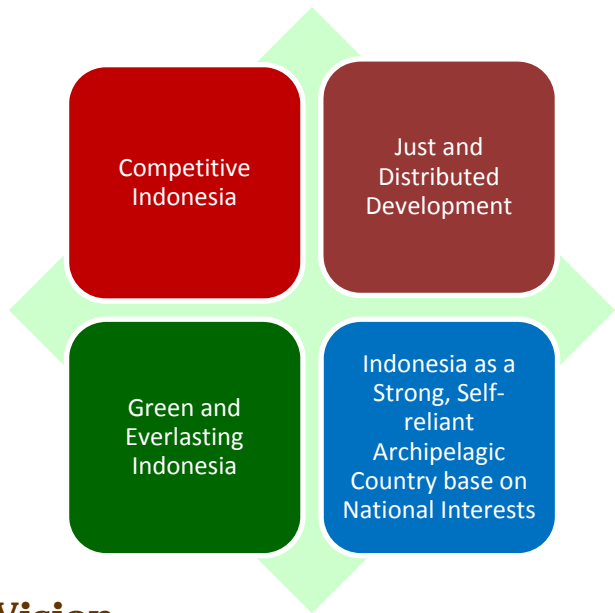 Competitive
Indonesia
Just and
Distributed
Development
Green and
Everlasting
Indonesia
Indonesia as a
Strong, Self-
reliant
Archipelagic
Country base on
National Interests
Vision